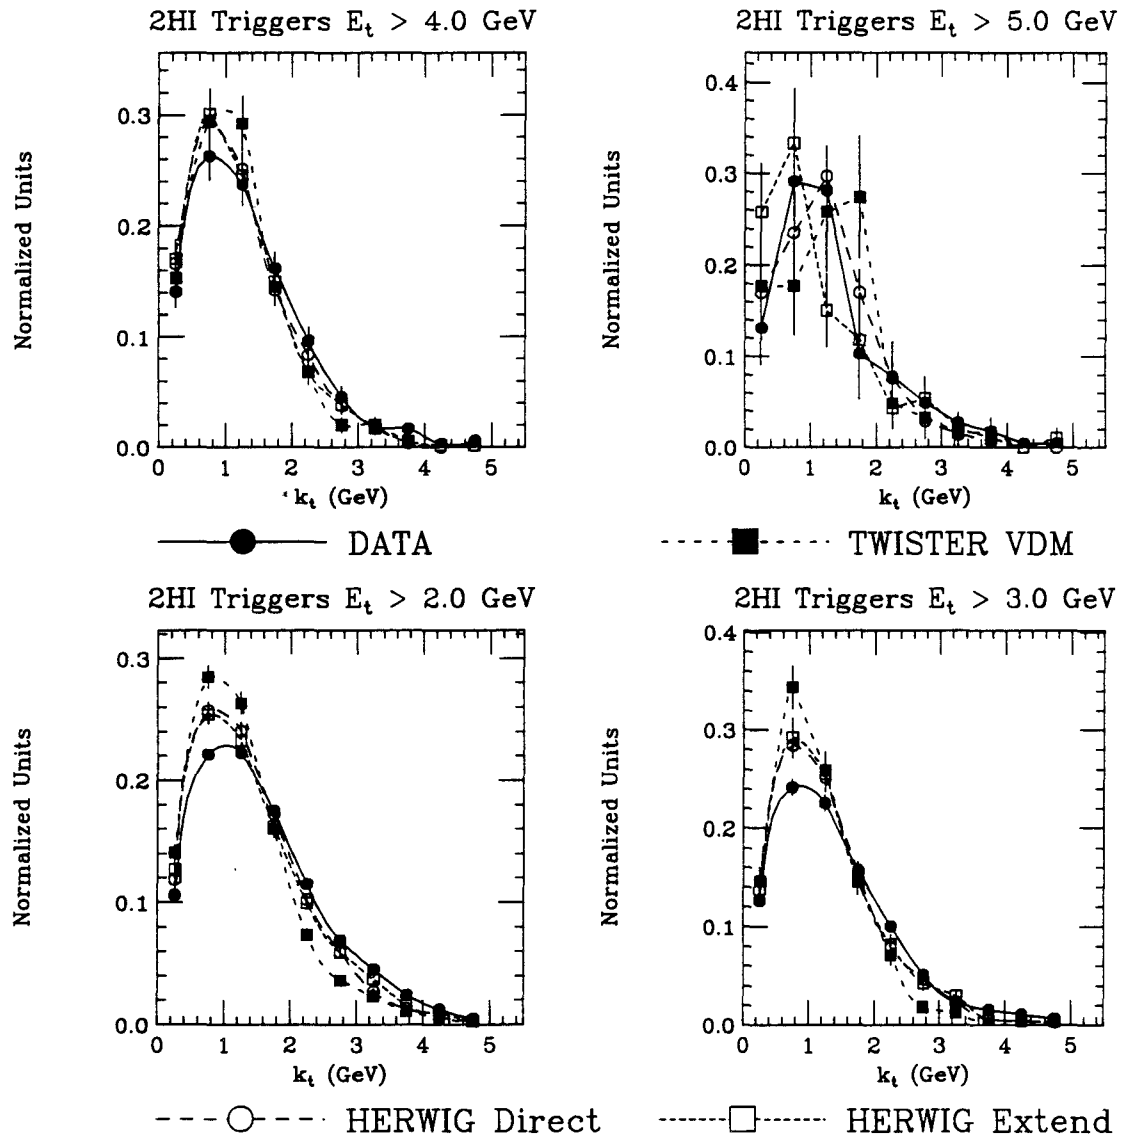 2HI Triggers E_t > 4.0 GeV
2HI Triggers E_t > 5.0 GeV
Normalized Units
0.3
0.2
0.1
0.0
0 1 2 3 4 5
k_t (GeV)
Normalized Units
0.4
0.3
0.2
0.1
0.0
0 1 2 3 4 5
k_t (GeV)
DATA
TWISTER VDM
2HI Triggers E_t > 2.0 GeV
2HI Triggers E_t > 3.0 GeV
Normalized Units
0.3
0.2
0.1
0.0
0 1 2 3 4 5
k_t (GeV)
Normalized Units
0.4
0.3
0.2
0.1
0.0
0 1 2 3 4 5
k_t (GeV)
HERWIG Direct
HERWIG Extend